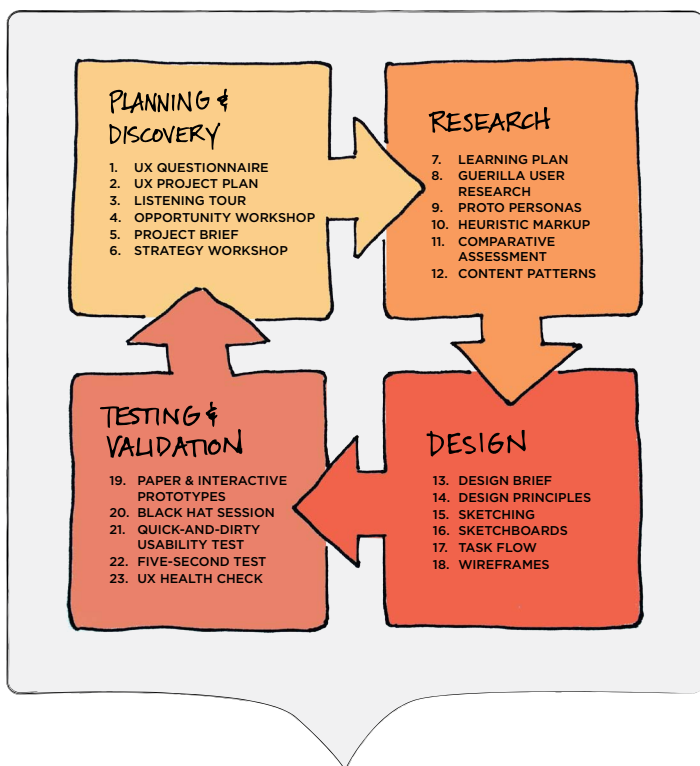 PLANNING &
DISCOVERY
1. UX QUESTIONNAIRE
2. UX PROJECT PLAN
3. LISTENING TOUR
4. OPPORTUNITY WORKSHOP
5. PROJECT BRIEF
6. STRATEGY WORKSHOP
RESEARCH
7. LEARNING PLAN
8. GUERILLA USER
RESEARCH
9. PROTO PERSONAS
10. HEURISTIC MARKUP
11. COMPARATIVE
ASSESSMENT
12. CONTENT PATTERNS
TESTING &
VALIDATION
19. PAPER & INTERACTIVE
PROTOTYPES
20. BLACK HAT SESSION
21. QUICK-AND-DIRTY
USABILITY TEST
22. FIVE-SECOND TEST
23. UX HEALTH CHECK
DESIGN
13. DESIGN BRIEF
14. DESIGN PRINCIPLES
15. SKETCHING
16. SKETCHBOARDS
17. TASK FLOW
18. WIREFRAMES